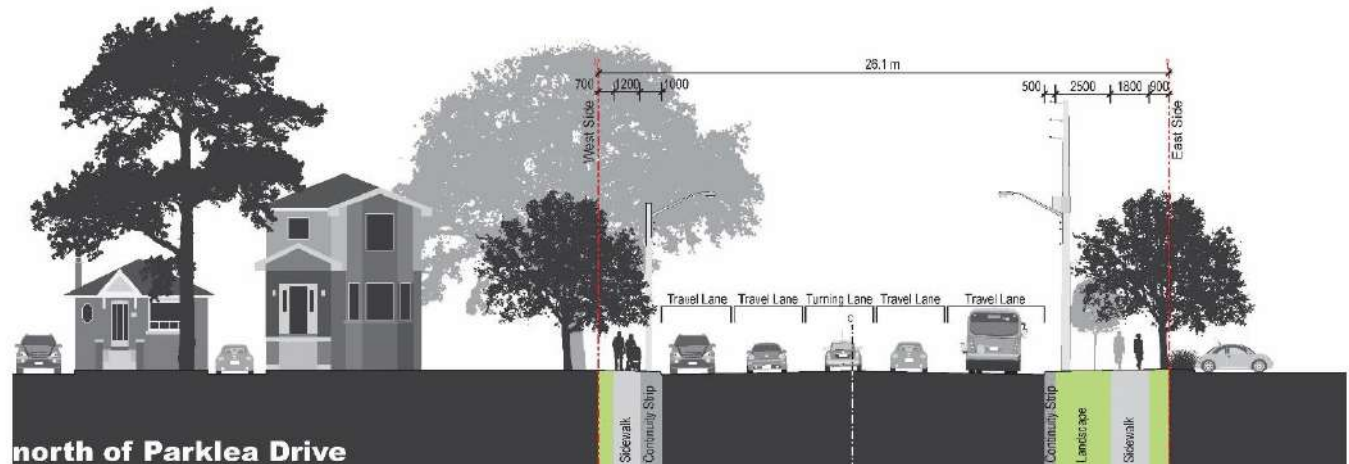 26.1 m
700 1200 1000
500 2500 1800 900
West Side
East Side
Travel Lane Travel Lane Turning Lane Travel Lane Travel Lane
C
Sidewalk
Continuity Strip
Continuity Strip
Landscape
Sidewalk
north of Parklea Drive